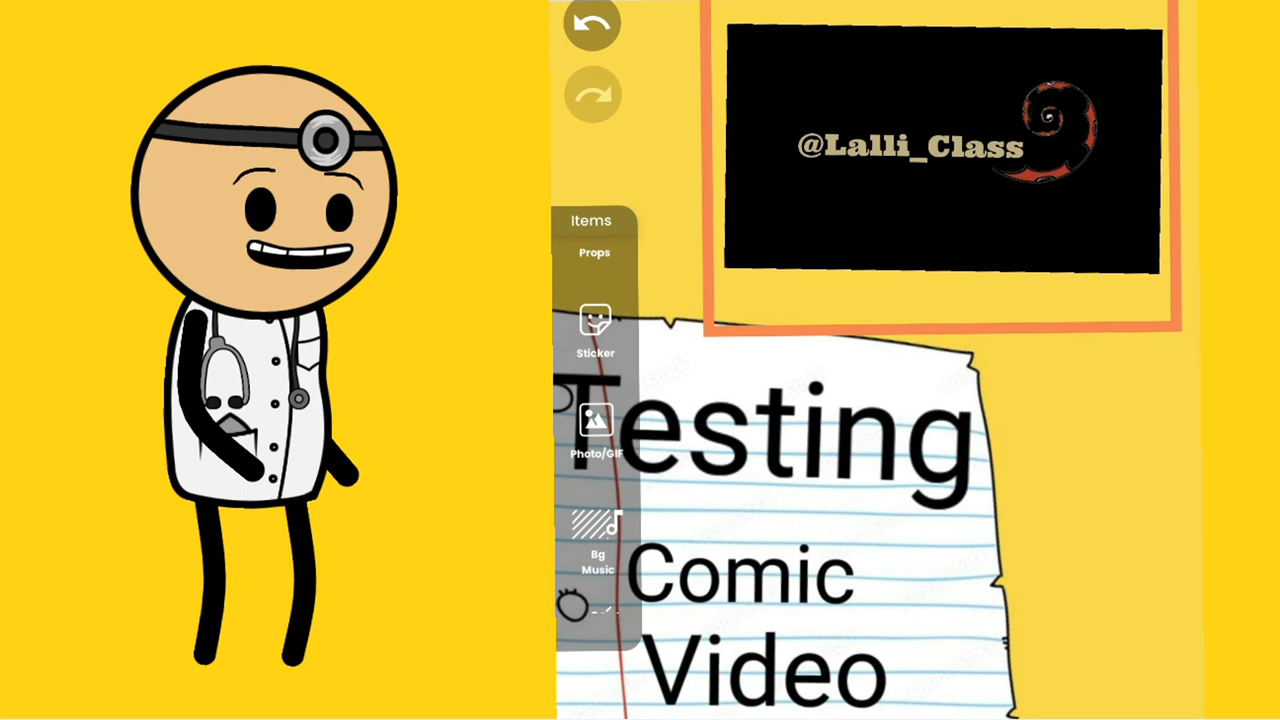 @Lalli_Class
Items
Props
Sticker
Photo/GIF
Bg
Music
Testing
Comic
Video